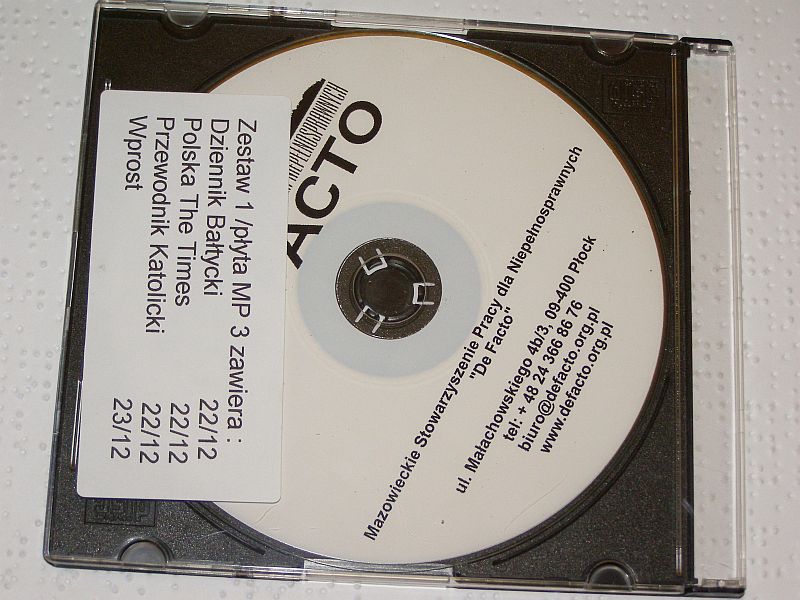 Zestaw 1 /płyta MP 3 zawiera :
Dziennik Bałtycki 22/12
Polska The Times 22/12
Przewodnik Katolicki 22/12
Wprost 23/12
NIEPEŁNOSPRAWNYCH
ACTO
Mazowieckie Stowarzyszenie Pracy dla Niepełnosprawnych
"De Facto"
ul. Małachowskiego 4b/3, 09-400 Płock
tel: + 48 24 366 86 76
biuro@defacto.org.pl
www.defacto.org.pl